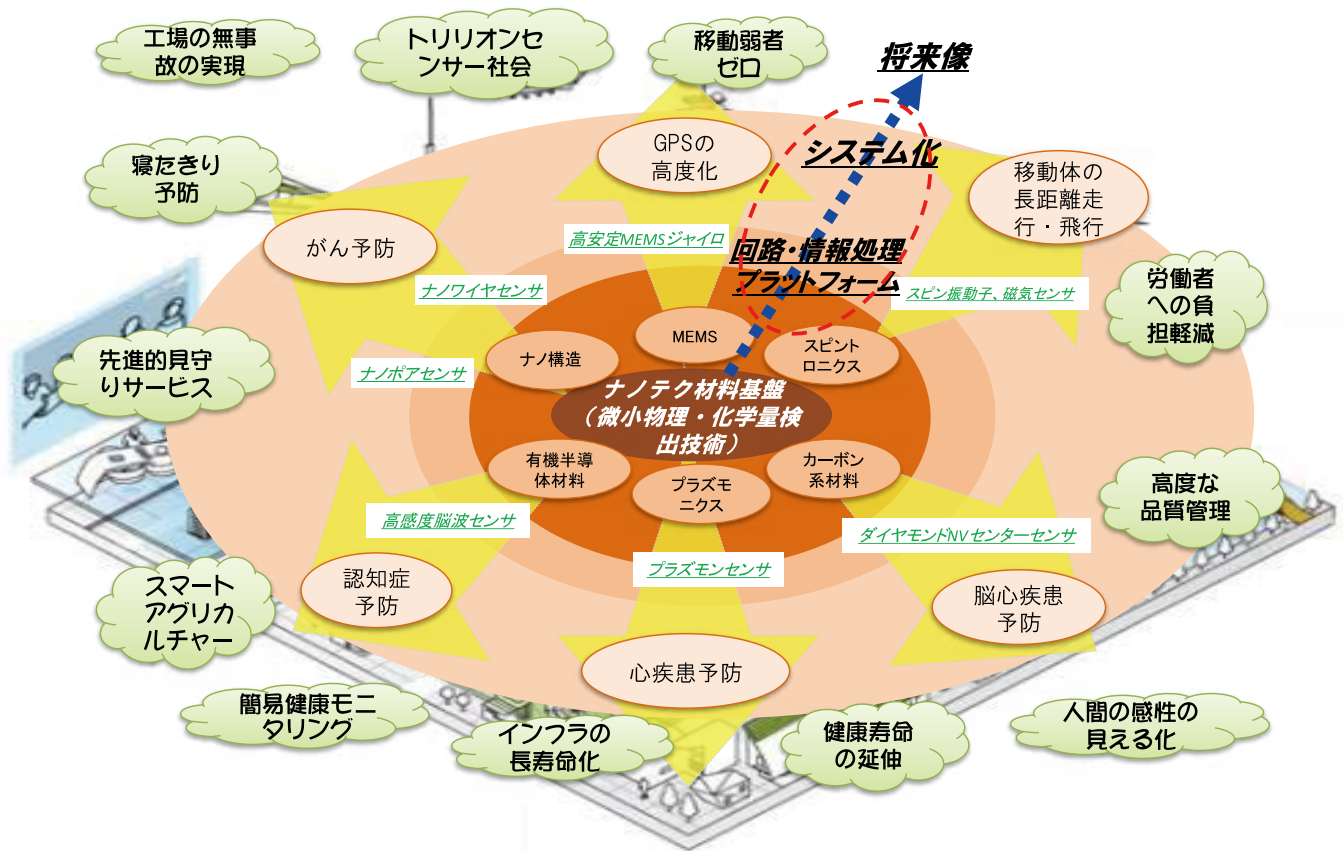 工場の無事
故の実現
トリリオンセ
ンサー社会
移動弱者
ゼロ
将来像
寝たきり
予防
GPSの
高度化
システム化
移動体の
長距離走
行・飛行
がん予防
高安定MEMSジャイロ
回路・情報処理
プラットフォーム
ナノワイヤセンサ
スピン振動子、磁気センサ
労働者
への負
担軽減
先進的見守
りサービス
ナノポアセンサ
ナノ構造
MEMS
スピント
ロニクス
ナノテク材料基盤
（微小物理・化学量検
出技術）
有機半導
体材料
プラズモ
ニクス
カーボン
系材料
高度な
品質管理
高感度脳波センサ
プラズモンセンサ
ダイヤモンドNVセンターセンサ
スマート
アグリカ
ルチャー
認知症
予防
心疾患予防
脳心疾患
予防
簡易健康モニ
タリング
インフラの
長寿命化
健康寿命
の延伸
人間の感性の
見える化